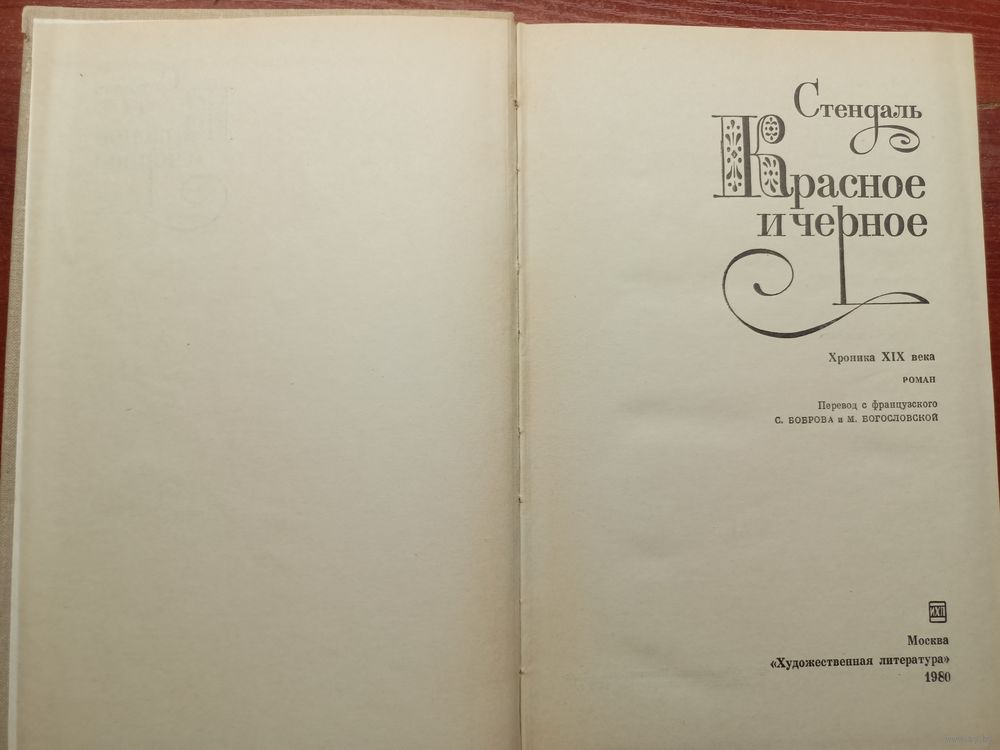 Стендаль
Красное
и черное
Хроника XIX века
РОМАН
Перевод с французского
С. БОБРОВА и М. БОГОСЛОВСКОЙ
Москва
«Художественная литература»
1980